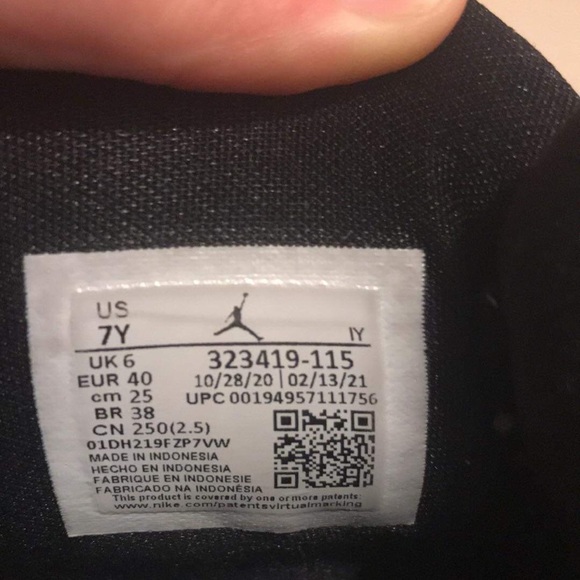 US
7Y IY
UK 6 323419-115
EUR 40 10/28/20 | 02/13/21
cm 25 UPC 00194957111756
BR 38
CN 250(2.5)
01DH219FZP7VW
MADE IN INDONESIA
HECHO EN INDONESIA
FABRIQUE EN INDONESIE
FABRICADO NA INDONÉSIA
This product is covered by one or more patents:
www.nike.com/patentsvirtualmarking